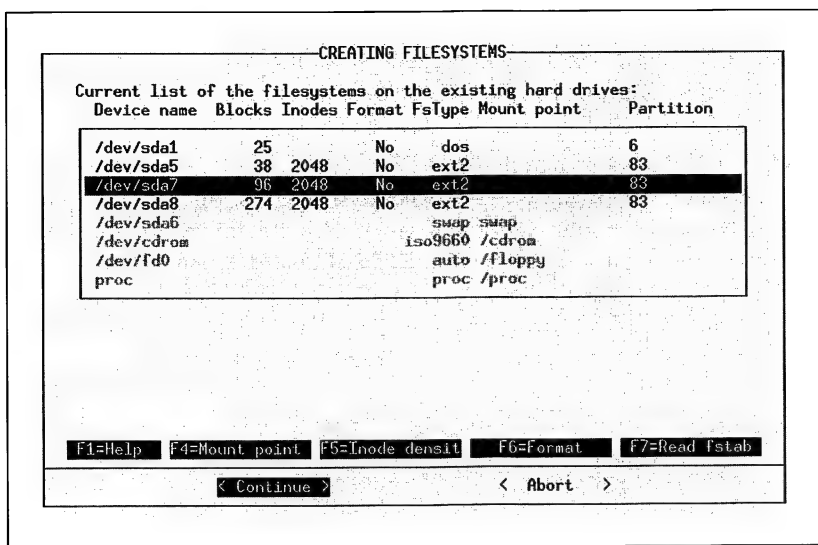 CREATING FILESYSTEMS
Current list of the filesystems on the existing hard drives:
Device name Blocks Inodes Format FsType Mount point Partition
/dev/sda1 25 No dos 6
/dev/sda5 38 2048 No ext2 83
/dev/sda7 96 2048 No ext2 83
/dev/sda8 274 2048 No ext2 83
/dev/sda6 swap swap
/dev/cdrom iso9660 /cdrom
/dev/fd0 auto /floppy
proc proc /proc
F1=Help F4=Mount point F5=Inode densit F6=Format F7=Read fstab
< Continue > < Abort >